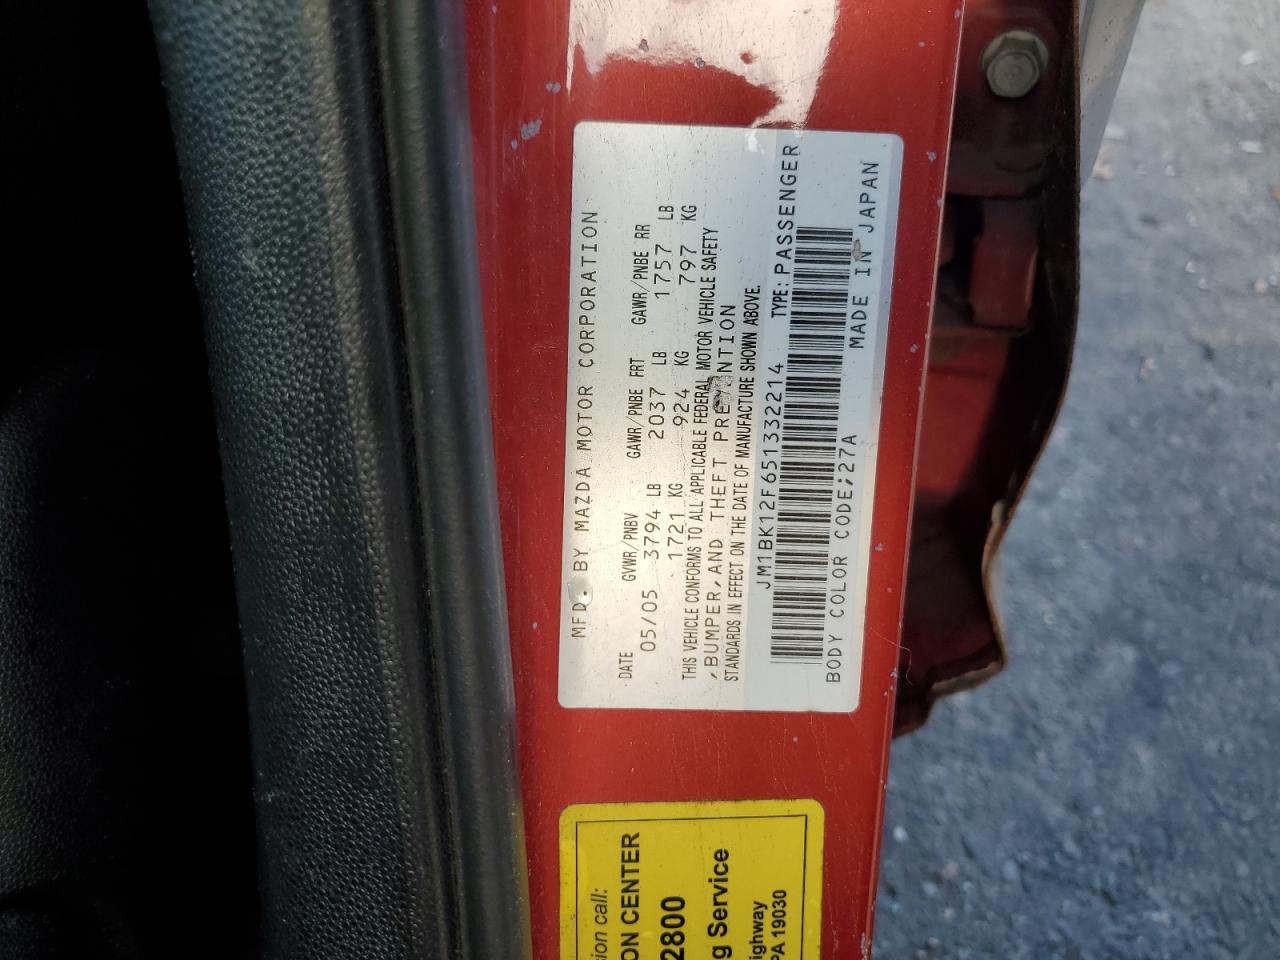 MFD. BY MAZDA MOTOR CORPORATION
DATE GVWR/PNBV GAWR/PNBE FRT GAWR/PNBE RR
05/05 3794 LB 2037 LB 1757 LB
1721 KG 924 KG 797 KG
THIS VEHICLE CONFORMS TO ALL APPLICABLE FEDERAL MOTOR VEHICLE SAFETY
,BUMPER,AND THEFT PREVENTION
STANDARDS IN EFFECT ON THE DATE OF MANUFACTURE SHOWN ABOVE.
JM1BK12F651332214 TYPE: PASSENGER
BODY COLOR CODE;27A MADE IN JAPAN
ion call:
ON CENTER
2800
g Service
ighway
PA 19030